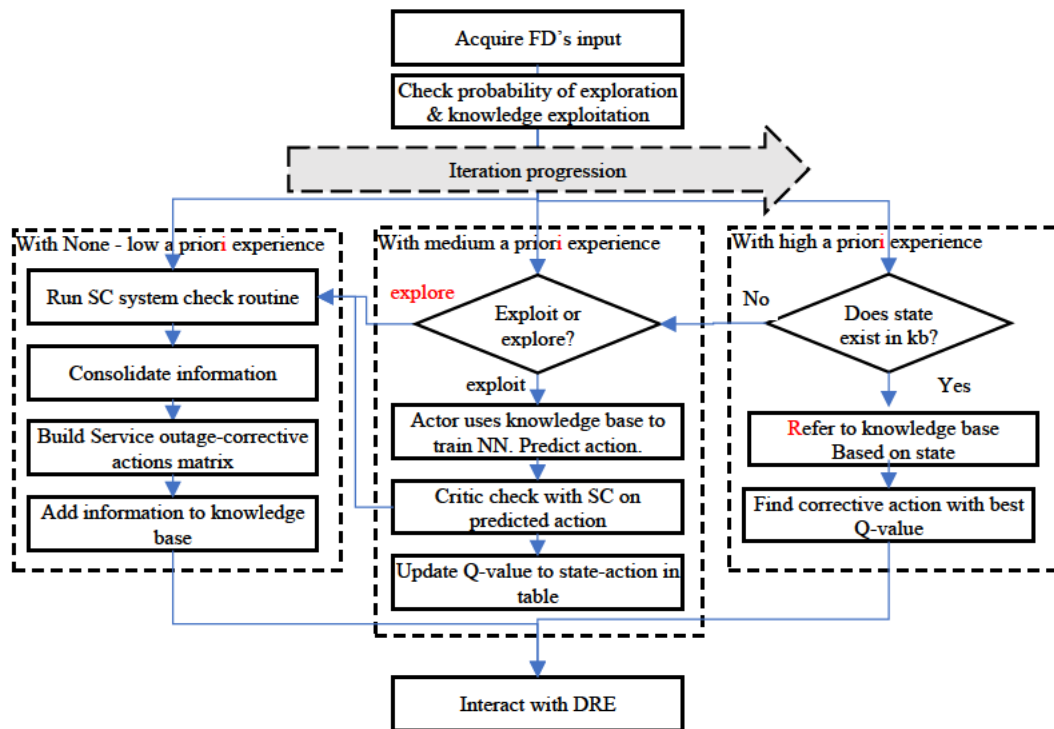 Acquire FD's input
Check probability of exploration
& knowledge exploitation
Iteration progression
With None - low a priori experience
Run SC system check routine
Consolidate information
Build Service outage-corrective
actions matrix
Add information to knowledge
base
With medium a priori experience
explore
Exploit or
explore?
exploit
Actor uses knowledge base to
train NN. Predict action.
Critic check with SC on
predicted action
Update Q-value to state-action in
table
With high a priori experience
No
Does state
exist in kb?
Yes
Refer to knowledge base
Based on state
Find corrective action with best
Q-value
Interact with DRE